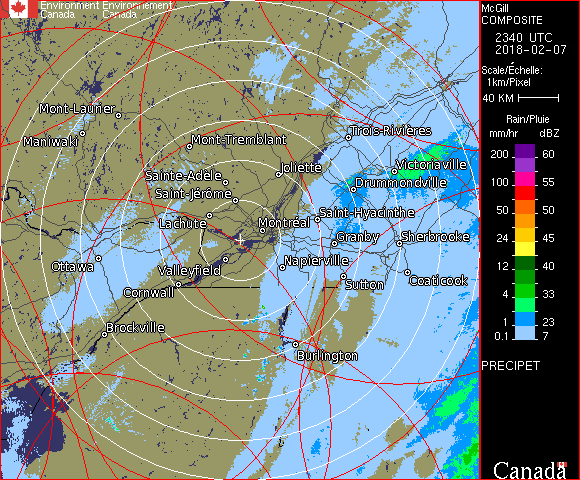 Environment Environnement
Canada Canada
McGill
COMPOSITE
2340 UTC
2018-02-07
Scale/Échelle:
1km/Pixel
40 KM
Rain/Pluie
mm/hr dBZ
200 60
100 55
50 50
24 45
12 40
4 33
1 23
0.1 7
PRECIPET
Canada
Mont-Laurier
Maniwaki
Mont-Tremblant
Trois-Rivières
Victoriaville
Joliette
Sainte-Adèle
Drummondville
Saint-Jérôme
Lachute
Saint-Hyacinthe
Montréal
Granby
Sherbrooke
Ottawa
Valleyfield
Napierville
Coaticook
Sutton
Cornwall
Brockville
Burlington